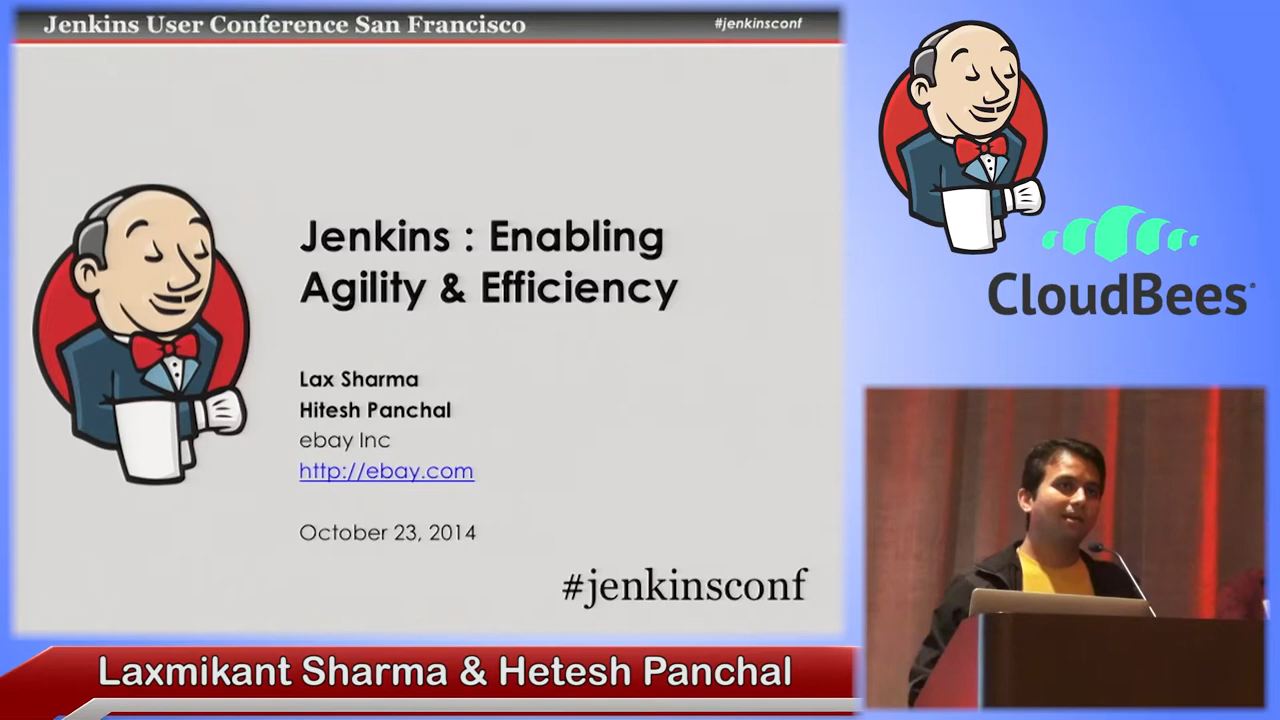 Jenkins User Conference San Francisco
#jenkinsconf
Jenkins : Enabling
Agility & Efficiency
Lax Sharma
Hitesh Panchal
ebay Inc
http://ebay.com
October 23, 2014
#jenkinsconf
CloudBees
Laxmikant Sharma & Hetesh Panchal